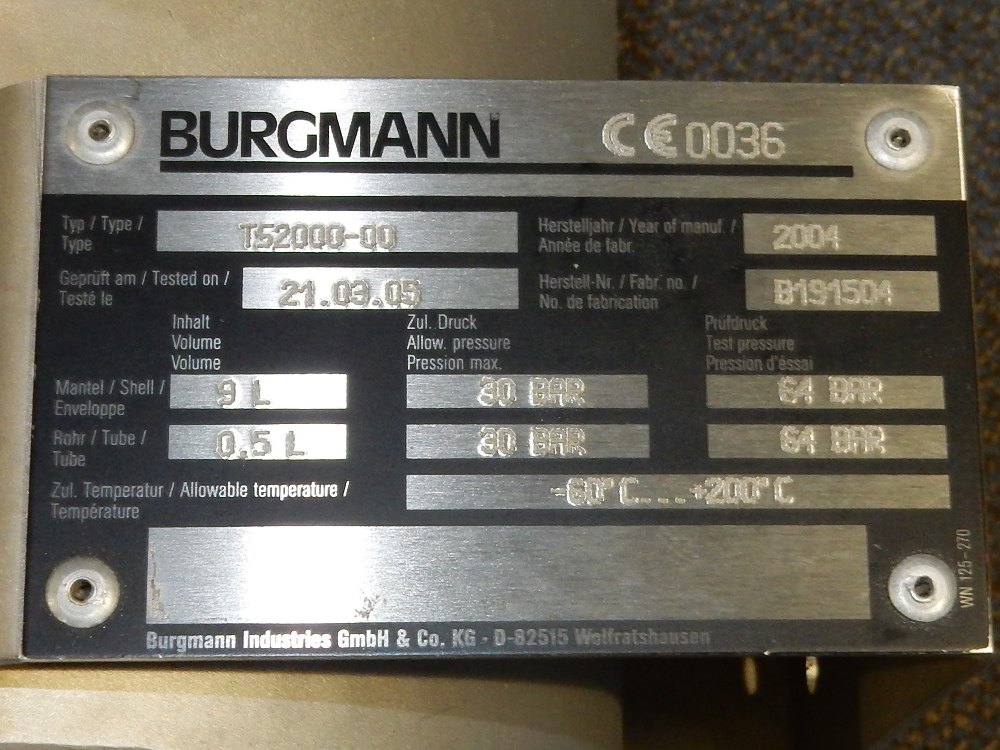 BURGMANN CE 0036
Typ / Type / Type TS2000-00 Herstelljahr / Year of manuf. / Année de fabr. 2004
Geprüft am / Tested on / Testé le 21.03.05 Herstell-Nr. / Fabr. no. / No. de fabrication B191504
Inhalt Zul. Druck Prüfdruck
Volume Allow. pressure Test pressure
Volume Pression max. Pression d'éssai
Mantel / Shell / Enveloppe 9 L 30 BAR 64 BAR
Rohr / Tube / Tube 0,5 L 30 BAR 64 BAR
Zul. Temperatur / Allowable temperature / Température -60°C...+200°C
WN 125-270
Burgmann Industries GmbH & Co. KG · D-82515 Wolfratshausen